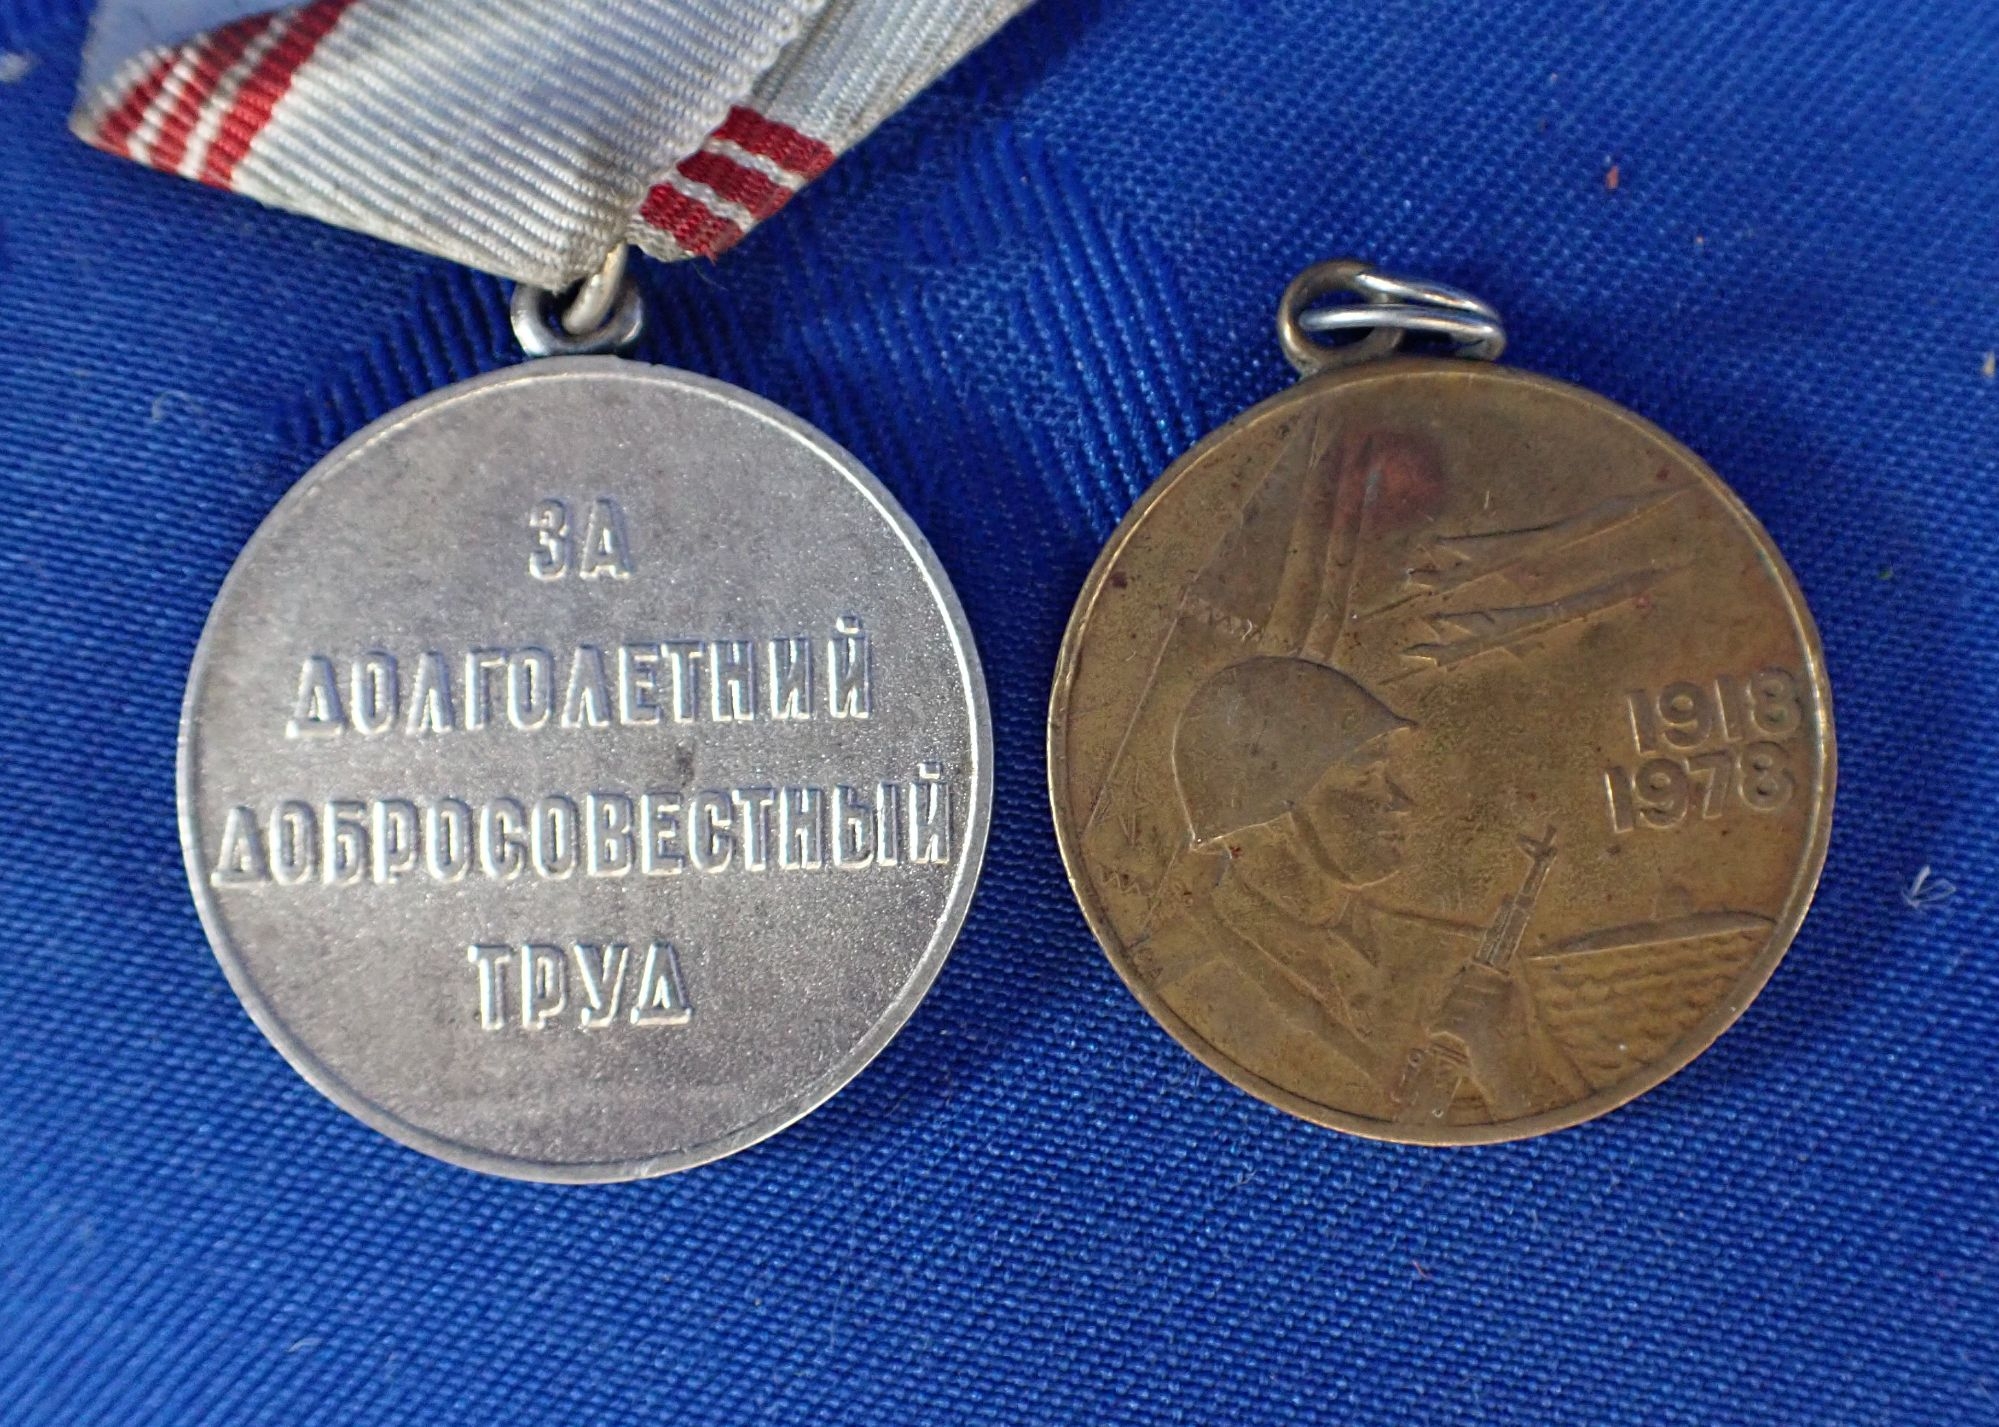 ЗА
ДОЛГОЛЕТНИЙ
ДОБРОСОВЕСТНЫЙ
ТРУД
1918
1978